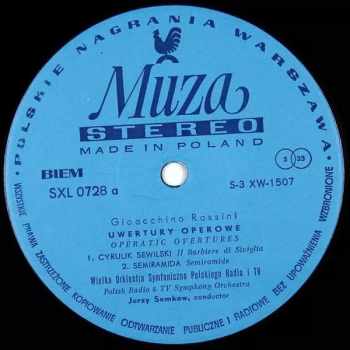 • POLSKIE NAGRANIA WARSZAWA •
Muza
STEREO
MADE IN POLAND
BIEM
SXL 0728 a
3 33
S-3 XW-1507
Gioacchino Rossini
UWERTURY OPEROWE
OPERATIC OVERTURES
1. CYRULIK SEWILSKI Il Barbiere di Siviglia
2. SEMIRAMIDA Semiramide
Wielka Orkiestra Symfoniczna Polskiego Radia i TV
Polish Radio & TV Symphony Orchestra
Jerzy Semkow, conductor
WSZYSTKIE PRAWA ZASTRZEŻONE KOPIOWANIE ODTWARZANIE PUBLICZNE I RADIOWE BEZ UPOWAŻNIENIA WZBRONIONE